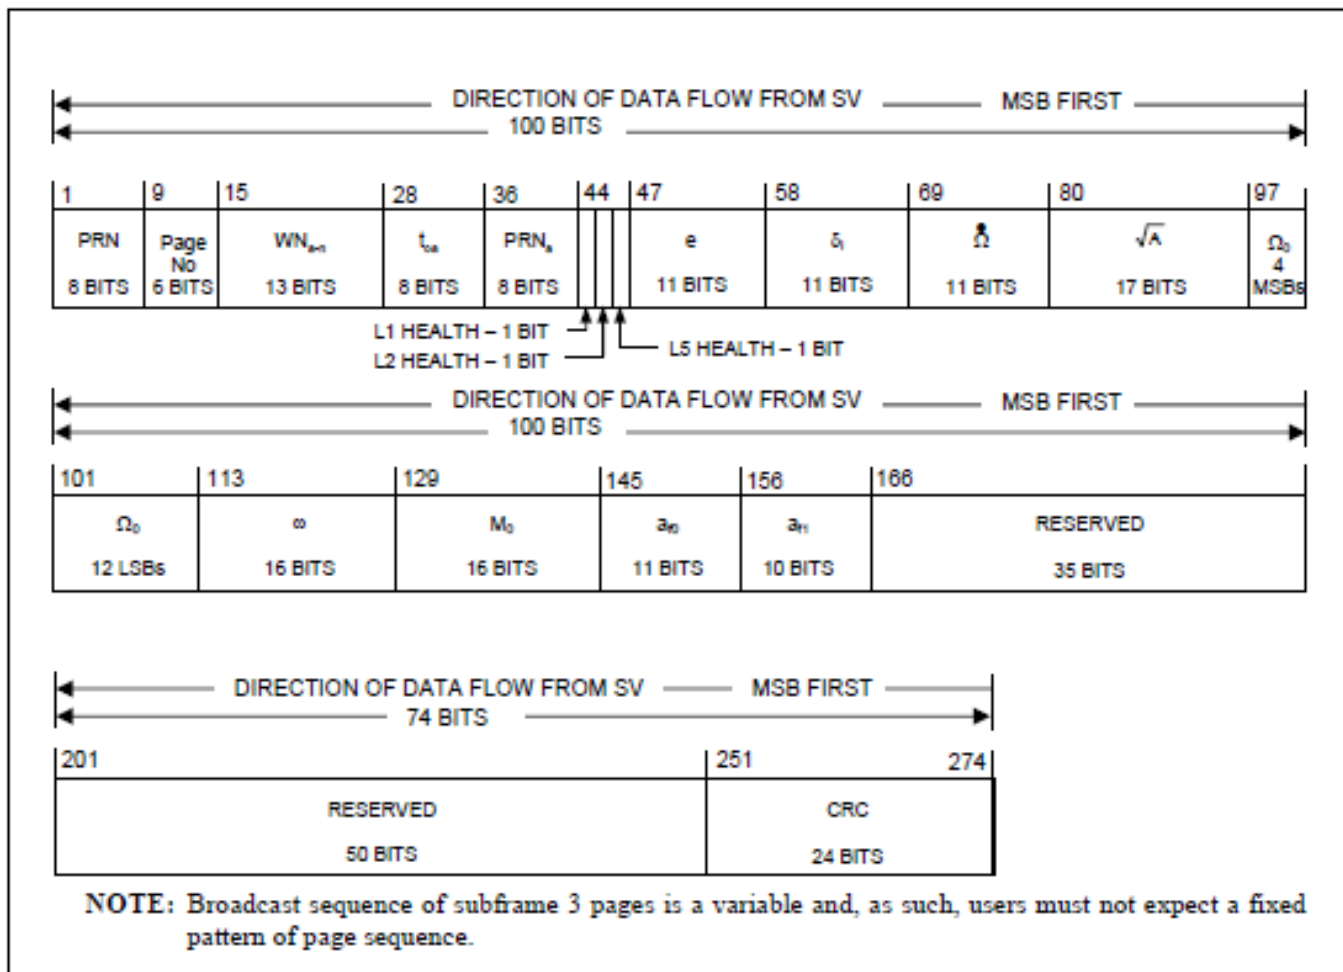 DIRECTION OF DATA FLOW FROM SV MSB FIRST
100 BITS
1 9 15 28 36 44 47 58 69 80 97
PRN Page No WNa-n toa PRNa e δi Ω̇ √A Ω0 4
8 BITS 6 BITS 13 BITS 8 BITS 8 BITS 11 BITS 11 BITS 11 BITS 17 BITS MSBs
L1 HEALTH – 1 BIT
L2 HEALTH – 1 BIT
L5 HEALTH – 1 BIT
DIRECTION OF DATA FLOW FROM SV MSB FIRST
100 BITS
101 113 129 145 156 166
Ω0 ω M0 af0 af1 RESERVED
12 LSBs 16 BITS 16 BITS 11 BITS 10 BITS 35 BITS
DIRECTION OF DATA FLOW FROM SV MSB FIRST
74 BITS
201 251 274
RESERVED CRC
50 BITS 24 BITS
NOTE: Broadcast sequence of subframe 3 pages is a variable and, as such, users must not expect a fixed
pattern of page sequence.